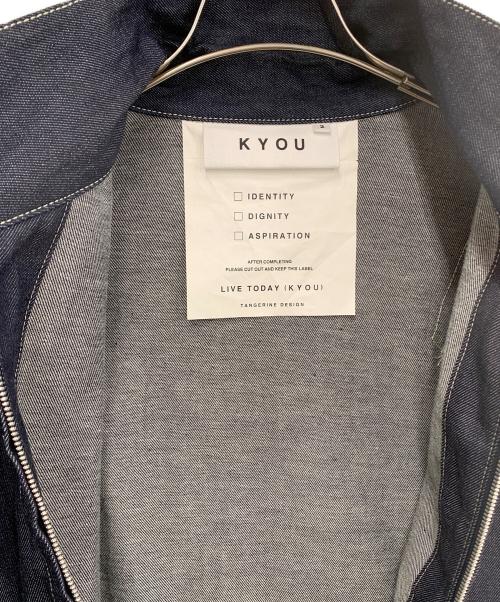 KYOU
□ IDENTITY
□ DIGNITY
□ ASPIRATION
AFTER COMPLETING
PLEASE CUT OUT AND KEEP THIS LABEL
LIVE TODAY (KYOU)
TANGERINE DESIGN